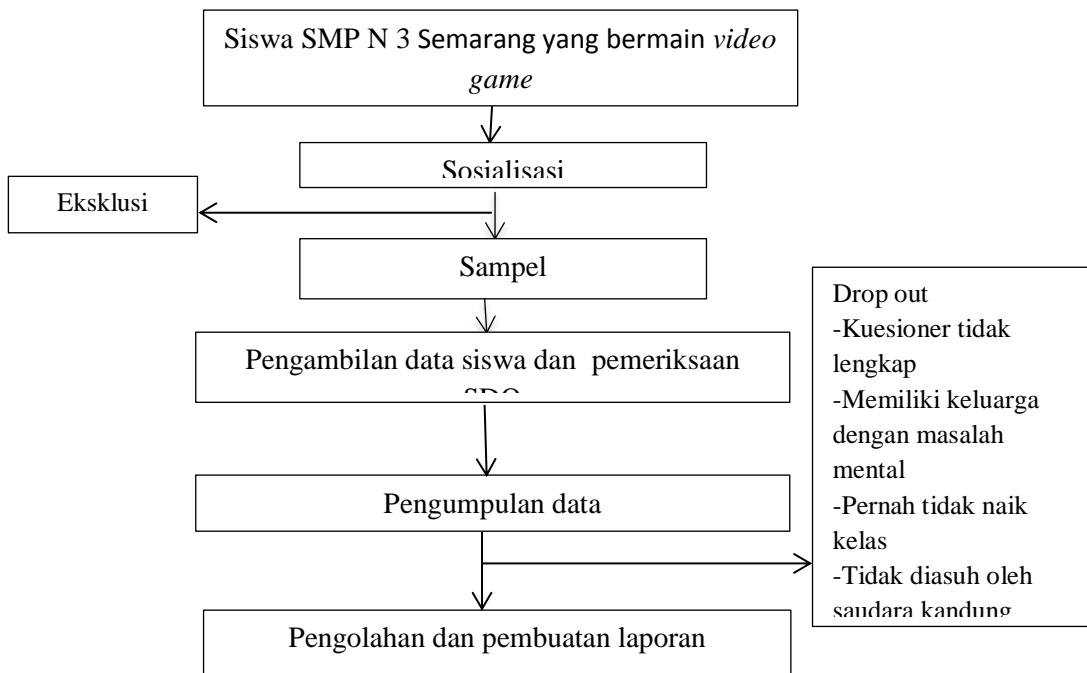 Siswa SMP N 3 Semarang yang bermain video
game
Sosialisasi
Eksklusi
Sampel
Pengambilan data siswa dan pemeriksaan
SDQ
Pengumpulan data
Drop out
-Kuesioner tidak
lengkap
-Memiliki keluarga
dengan masalah
mental
-Pernah tidak naik
kelas
-Tidak diasuh oleh
saudara kandung
Pengolahan dan pembuatan laporan